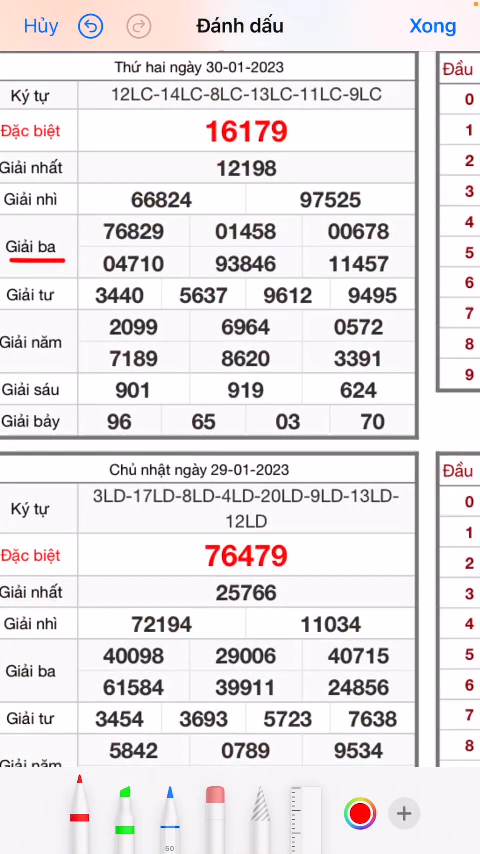 Hủy Đánh dấu Xong
Thứ hai ngày 30-01-2023
Ký tự 12LC-14LC-8LC-13LC-11LC-9LC
Đặc biệt 16179
Giải nhất 12198
Giải nhì 66824 97525
Giải ba 76829 01458 00678
04710 93846 11457
Giải tư 3440 5637 9612 9495
Giải năm 2099 6964 0572
7189 8620 3391
Giải sáu 901 919 624
Giải bảy 96 65 03 70
Đầu
0
1
2
3
4
5
6
7
8
9
Chủ nhật ngày 29-01-2023
Ký tự 3LD-17LD-8LD-4LD-20LD-9LD-13LD-
12LD
Đặc biệt 76479
Giải nhất 25766
Giải nhì 72194 11034
Giải ba 40098 29006 40715
61584 39911 24856
Giải tư 3454 3693 5723 7638
Giải năm 5842 0789 9534
Đầu
0
1
2
3
4
5
6
7
8
50